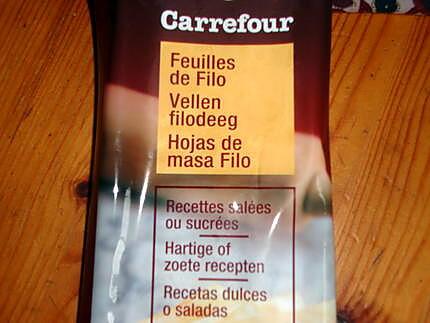 Carrefour
Feuilles
de Filo
Vellen
filodeeg
Hojas de
masa Filo
Recettes salées
ou sucrées
Hartige of
zoete recepten
Recetas dulces
o saladas